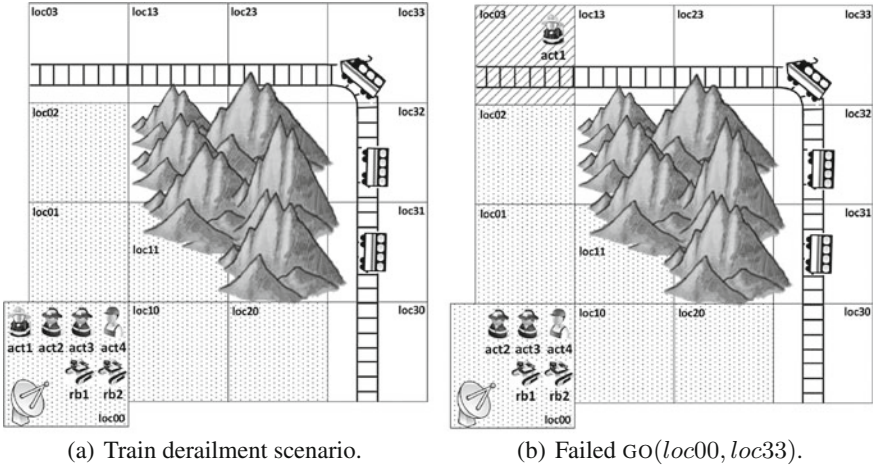 loc03 loc13 loc23 loc33
loc02 loc32
loc01 loc31
loc11
loc10 loc20 loc30
act1 act2 act3 act4
rb1 rb2
loc00
(a) Train derailment scenario.
loc03 loc13 loc23 loc33
act1
loc02 loc32
loc01 loc31
loc11
loc10 loc20 loc30
act2 act3 act4
rb1 rb2
loc00
(b) Failed GO(loc00, loc33).